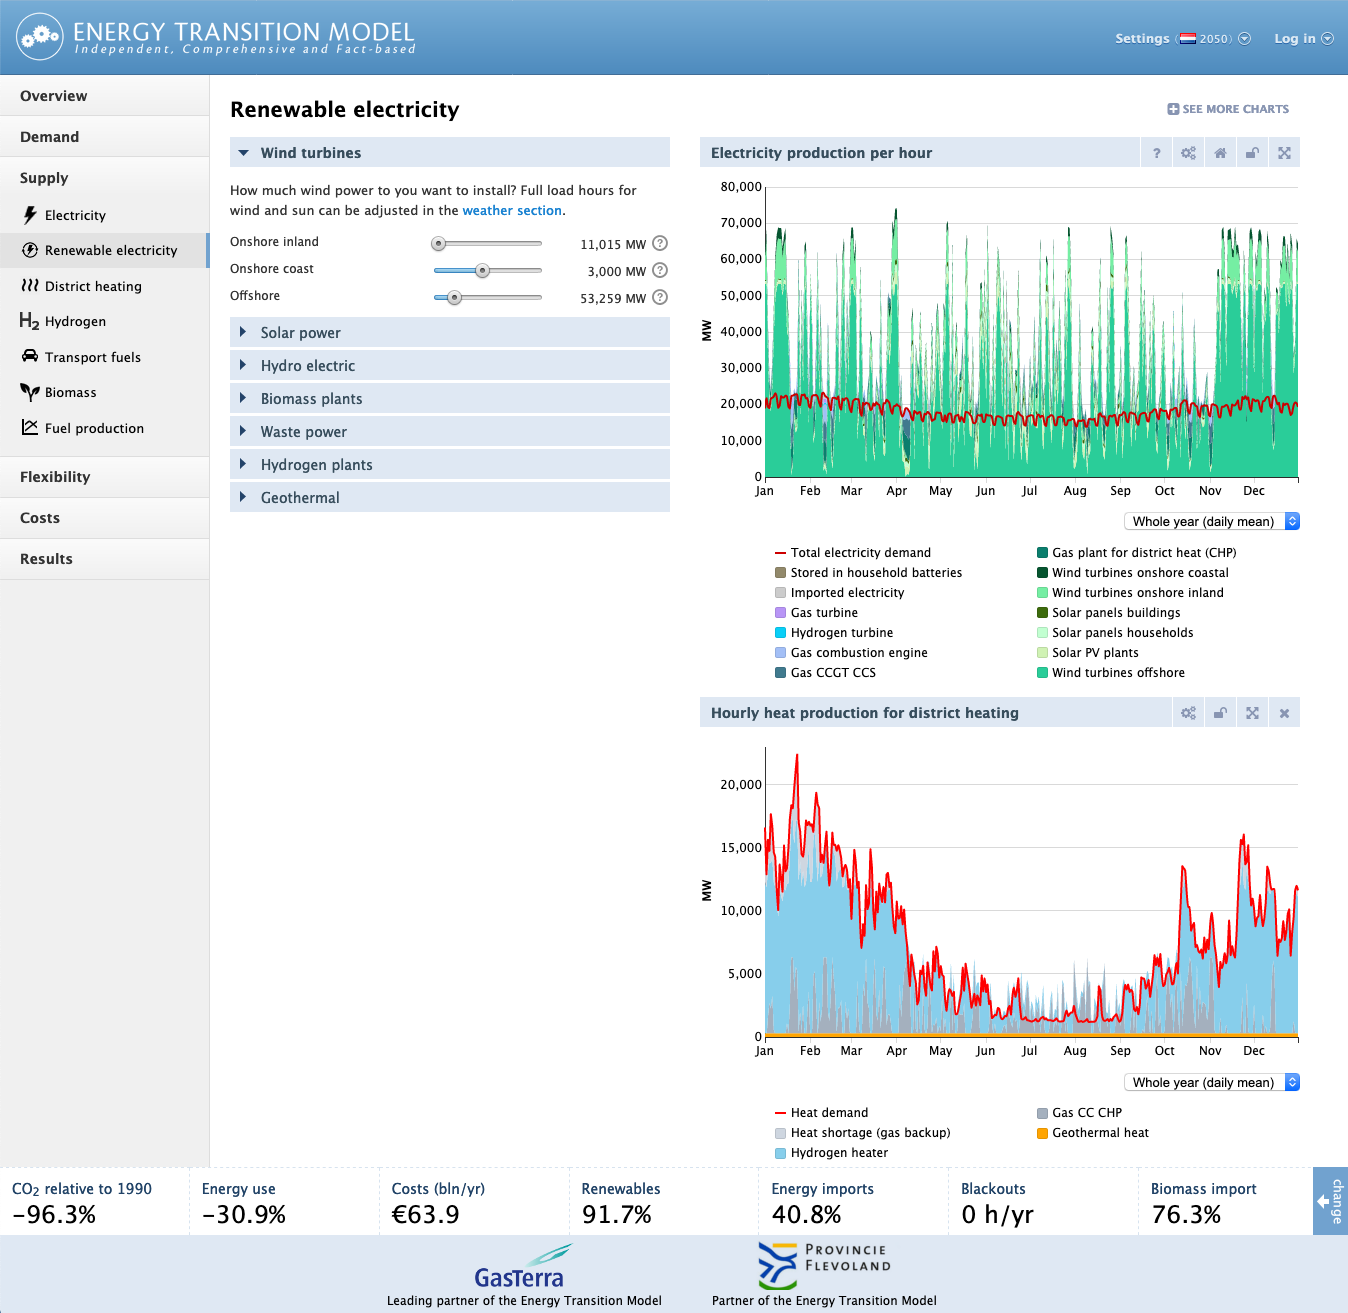 ENERGY TRANSITION MODEL
Independent, Comprehensive and Fact-based
Settings (2050)
Log in
Overview
Demand
Supply
Electricity
Renewable electricity
District heating
H2 Hydrogen
Transport fuels
Biomass
Fuel production
Flexibility
Costs
Results
Renewable electricity
SEE MORE CHARTS
Wind turbines
How much wind power to you want to install? Full load hours for
wind and sun can be adjusted in the weather section.
Onshore inland 11,015 MW ?
Onshore coast 3,000 MW ?
Offshore 53,259 MW ?
Solar power
Hydro electric
Biomass plants
Waste power
Hydrogen plants
Geothermal
Electricity production per hour
?
80,000
70,000
60,000
50,000
40,000
30,000
20,000
10,000
0
MW
Jan Feb Mar Apr May Jun Jul Aug Sep Oct Nov Dec
Whole year (daily mean)
Total electricity demand
Stored in household batteries
Imported electricity
Gas turbine
Hydrogen turbine
Gas combustion engine
Gas CCGT CCS
Gas plant for district heat (CHP)
Wind turbines onshore coastal
Wind turbines onshore inland
Solar panels buildings
Solar panels households
Solar PV plants
Wind turbines offshore
Hourly heat production for district heating
20,000
15,000
10,000
5,000
0
MW
Jan Feb Mar Apr May Jun Jul Aug Sep Oct Nov Dec
Whole year (daily mean)
Heat demand
Heat shortage (gas backup)
Hydrogen heater
Gas CC CHP
Geothermal heat
CO2 relative to 1990
-96.3%
Energy use
-30.9%
Costs (bln/yr)
€63.9
Renewables
91.7%
Energy imports
40.8%
Blackouts
0 h/yr
Biomass import
76.3%
change
GasTerra
Leading partner of the Energy Transition Model
PROVINCIE
FLEVOLAND
Partner of the Energy Transition Model